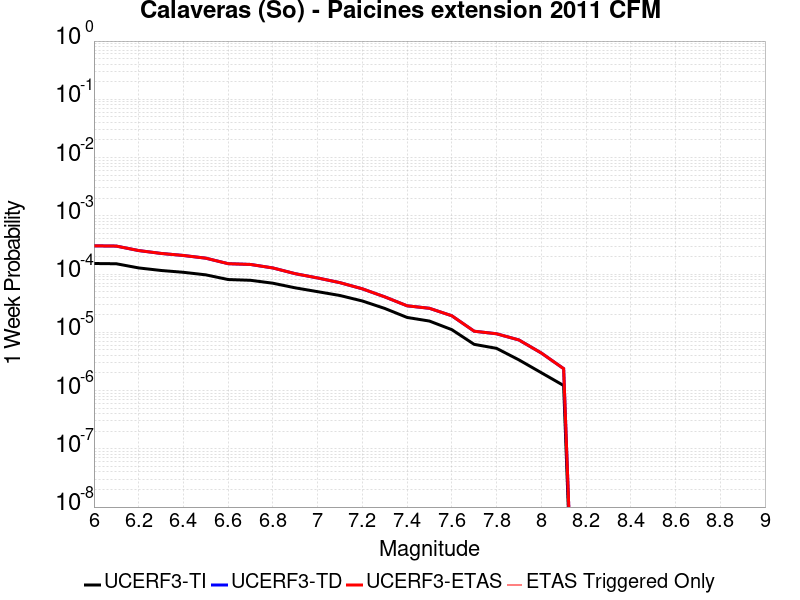 Calaveras (So) - Paicines extension 2011 CFM
1 Week Probability
10^0
10^-1
10^-2
10^-3
10^-4
10^-5
10^-6
10^-7
10^-8
6 6.2 6.4 6.6 6.8 7 7.2 7.4 7.6 7.8 8 8.2 8.4 8.6 8.8 9
Magnitude
UCERF3-TI UCERF3-TD UCERF3-ETAS ETAS Triggered Only